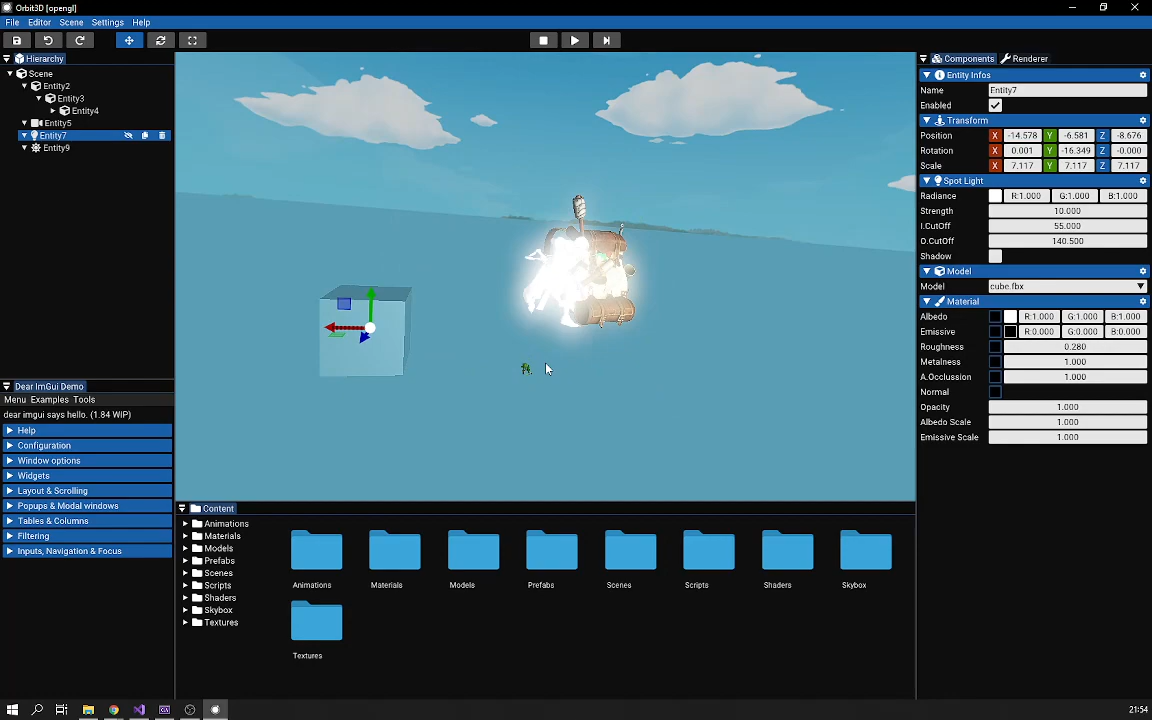 Orbit3D [opengl]
File Editor Scene Settings Help
Hierarchy
Scene
Entity2
Entity3
Entity4
Entity5
Entity7
Entity9
Dear ImGui Demo
Menu Examples Tools
dear imgui says hello. (1.84 WIP)
Help
Configuration
Window options
Widgets
Layout & Scrolling
Popups & Modal windows
Tables & Columns
Filtering
Inputs, Navigation & Focus
Content
Animations
Materials
Models
Prefabs
Scenes
Scripts
Shaders
Skybox
Textures
Animations Materials Models Prefabs Scenes Scripts Shaders Skybox
Textures
Components Renderer
Entity Infos
Name Entity7
Enabled
Transform
Position X -14.578 Y -6.581 Z -8.676
Rotation X 0.001 Y -16.349 Z -0.000
Scale X 7.117 Y 7.117 Z 7.117
Spot Light
Radiance R:1.000 G:1.000 B:1.000
Strength 10.000
I.CutOff 55.000
O.CutOff 140.500
Shadow
Model
Model cube.fbx
Material
Albedo R:1.000 G:1.000 B:1.000
Emissive R:0.000 G:0.000 B:0.000
Roughness 0.280
Metalness 1.000
A.Occlussion 1.000
Normal
Opacity 1.000
Albedo Scale 1.000
Emissive Scale 1.000
21:54